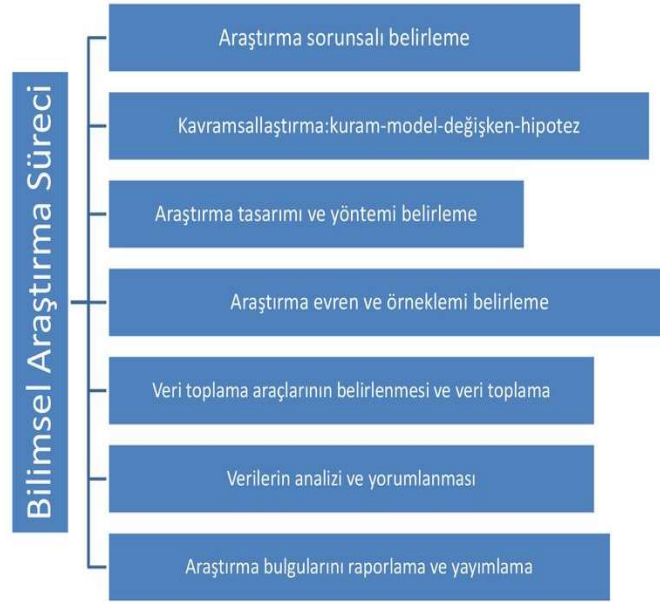 Bilimsel Araştırma Süreci
Araştırma sorunsalı belirleme
Kavramsallaştırma:kuram-model-değişken-hipotez
Araştırma tasarımı ve yöntemi belirleme
Araştırma evren ve örneklemi belirleme
Veri toplama araçlarının belirlenmesi ve veri toplama
Verilerin analizi ve yorumlanması
Araştırma bulgularını raporlama ve yayımlama